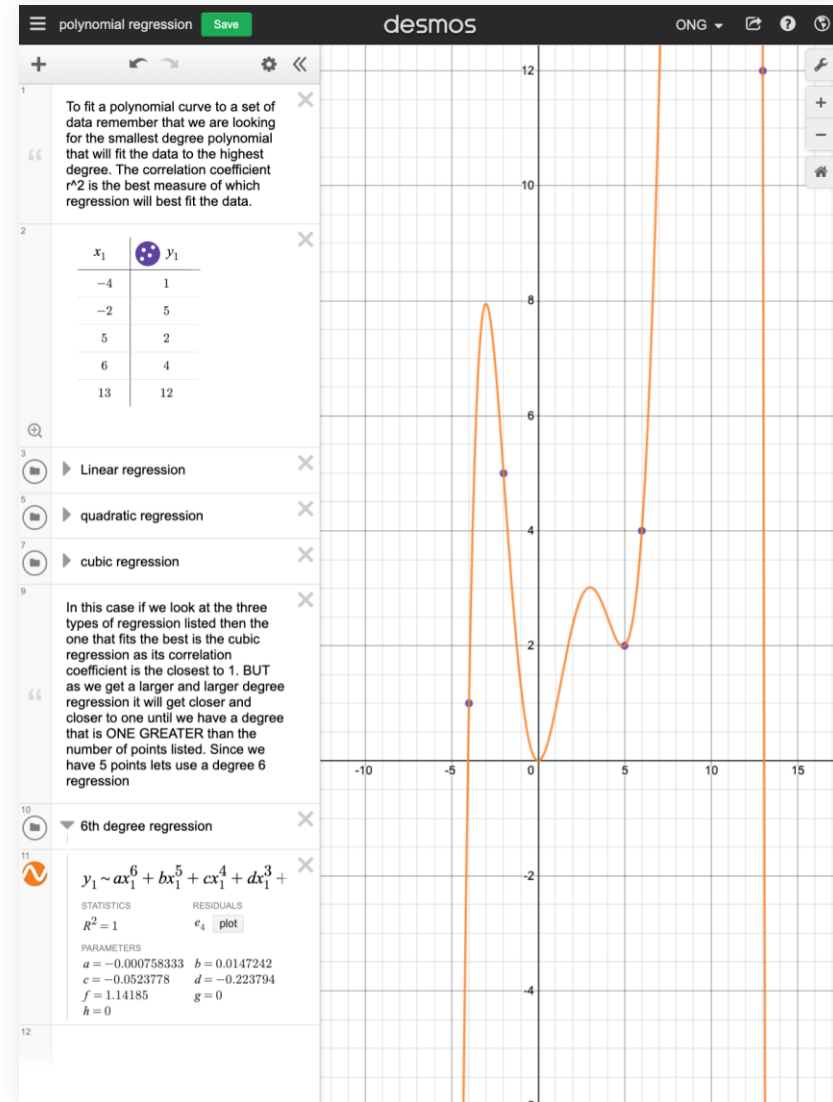 polynomial regression Save desmos ONG
1
To fit a polynomial curve to a set of
data remember that we are looking
for the smallest degree polynomial
that will fit the data to the highest
degree. The correlation coefficient
r^2 is the best measure of which
regression will best fit the data.
2
x₁ y₁
−4 1
−2 5
5 2
6 4
13 12
3
Linear regression
5
quadratic regression
7
cubic regression
9
In this case if we look at the three
types of regression listed then the
one that fits the best is the cubic
regression as its correlation
coefficient is the closest to 1. BUT
as we get a larger and larger degree
regression it will get closer and
closer to one until we have a degree
that is ONE GREATER than the
number of points listed. Since we
have 5 points lets use a degree 6
regression
10
6th degree regression
11
y₁ ~ ax₁⁶ + bx₁⁵ + cx₁⁴ + dx₁³ +
STATISTICS RESIDUALS
R² = 1 e₄ plot
PARAMETERS
a = −0.000758333 b = 0.0147242
c = −0.0523778 d = −0.223794
f = 1.14185 g = 0
h = 0
12
12
10
8
6
4
2
-10 -5 0 5 10 15
-2
-4